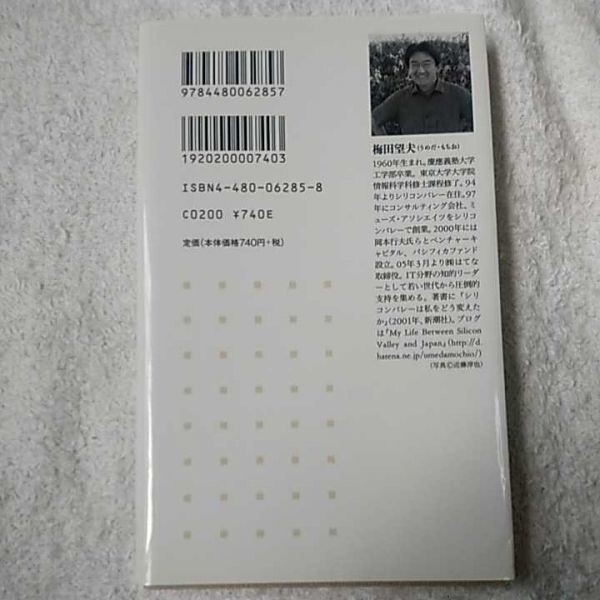 9784480062857
1920200007403
ISBN4-480-06285-8
C0200 ¥740E
定価(本体価格740円+税)
梅田望夫(うめだ・もちお)
1960年生まれ。慶應義塾大学
工学部卒業。東京大学大学院
情報科学科修士課程修了。94
年よりシリコンバレー在住。97
年にコンサルティング会社、ミ
ューズ・アソシエイツをシリコ
ンバレーで創業。2000年には
岡本行夫氏らとベンチャーキ
ャピタル、パシフィカファンド
設立。05年3月より㈱はてな
取締役。IT分野の知的リーダ
ーとして若い世代から圧倒的
支持を集める。著書に『シリ
コンバレーは私をどう変えた
か』(2001年、新潮社)。ブログ
は「My Life Between Silicon
Valley and Japan」(http://d.
hatena.ne.jp/umedamochio/)
(写真©近藤淳也)